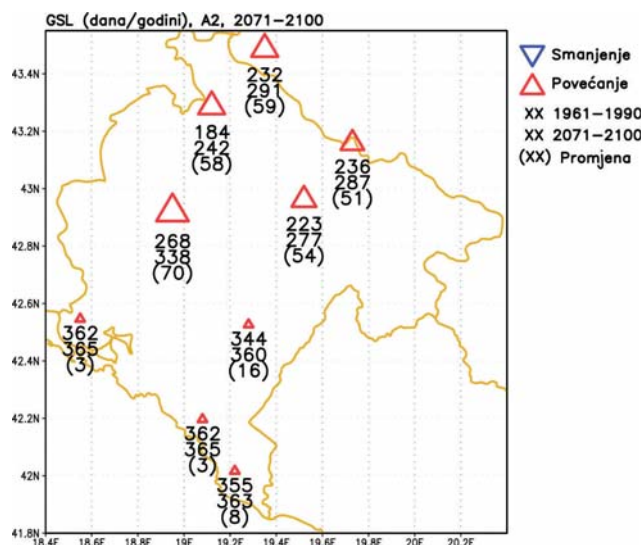 GSL (dana/godini), A2, 2071-2100
Smanjenje
Povećanje
XX 1961-1990
XX 2071-2100
(XX) Promjena
232
291
(59)
184
242
(58)
236
287
(51)
223
277
(54)
268
338
(70)
362
365
(3)
344
360
(16)
362
365
(3)
355
363
(8)
43.4N
43.2N
43N
42.8N
42.6N
42.4N
42.2N
42N
41.8N
18.4E
18.6E
18.8E
19E
19.2E
19.4E
19.6E
19.8E
20E
20.2E